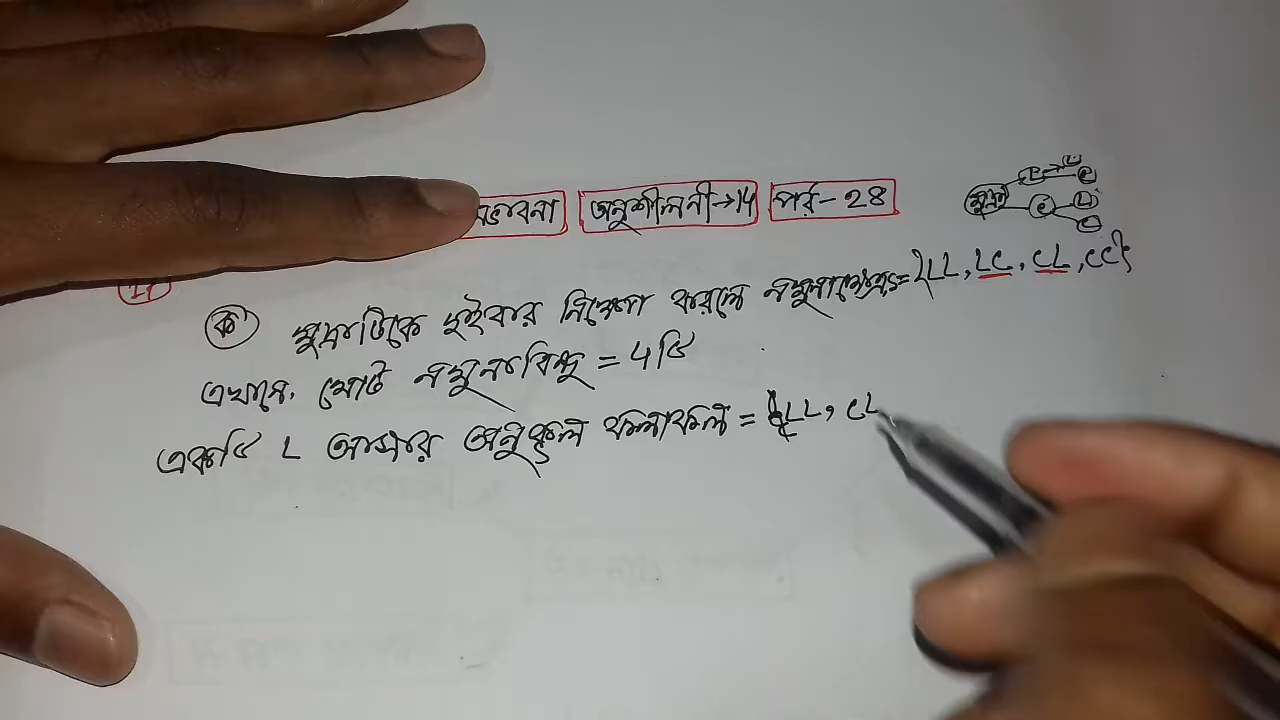 সম্ভাবনা অনুশীলনী→14 পর্ব-28
ক মুদ্রাটিকে দুইবার নিক্ষেপ করলে নমুনাক্ষেত্র={LL, LC, CL, CC}
এখানে, মোট নমুনাবিন্দু = 4টি
একটি L আসার অনুকূল ফলাফল = LL, CL